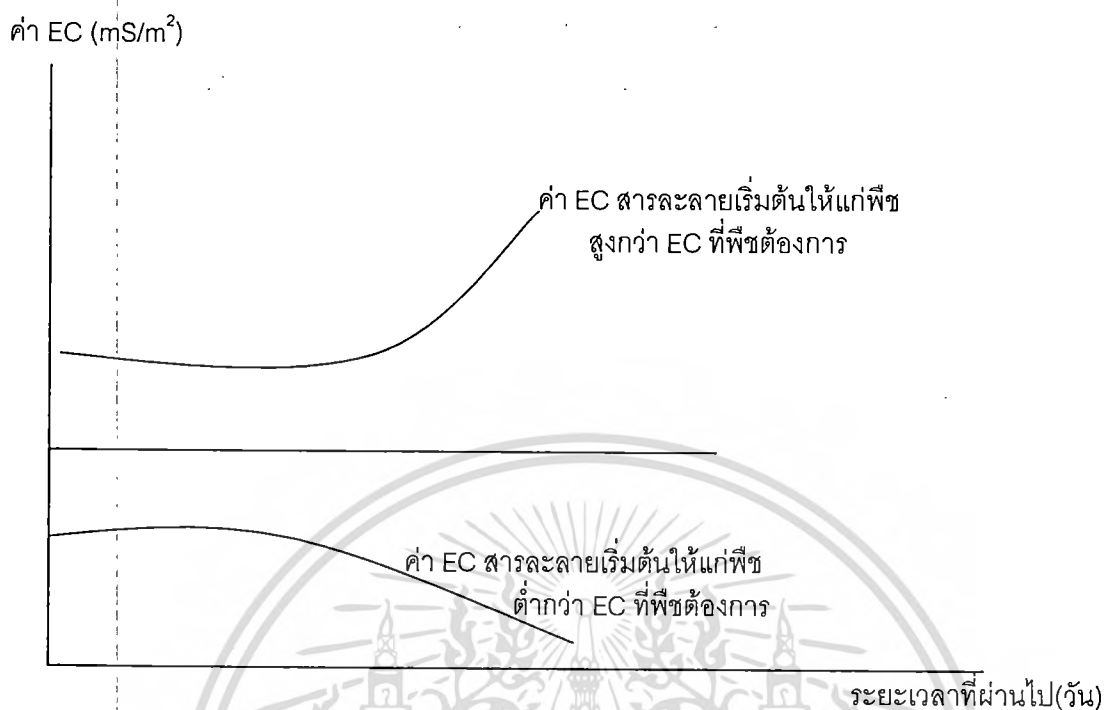 ค่า EC (mS/m²)
ค่า EC สารละลายเริ่มต้นให้แก่พืช
สูงกว่า EC ที่พืชต้องการ
ค่า EC สารละลายเริ่มต้นให้แก่พืช
ต่ำกว่า EC ที่พืชต้องการ
ระยะเวลาที่ผ่านไป(วัน)